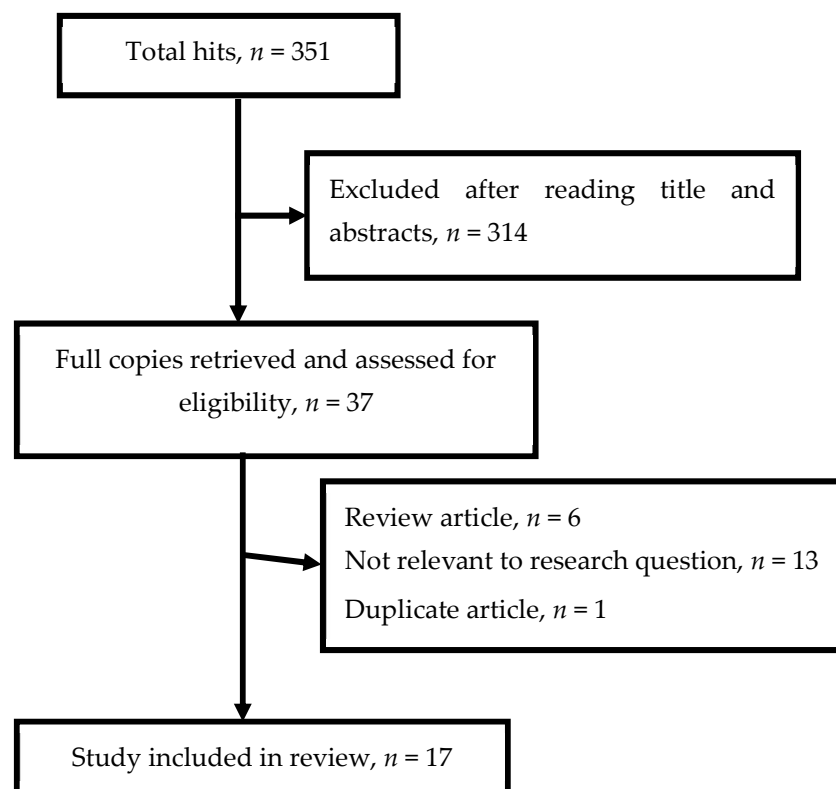 Total hits, n = 351
Excluded after reading title and
abstracts, n = 314
Full copies retrieved and assessed for
eligibility, n = 37
Review article, n = 6
Not relevant to research question, n = 13
Duplicate article, n = 1
Study included in review, n = 17